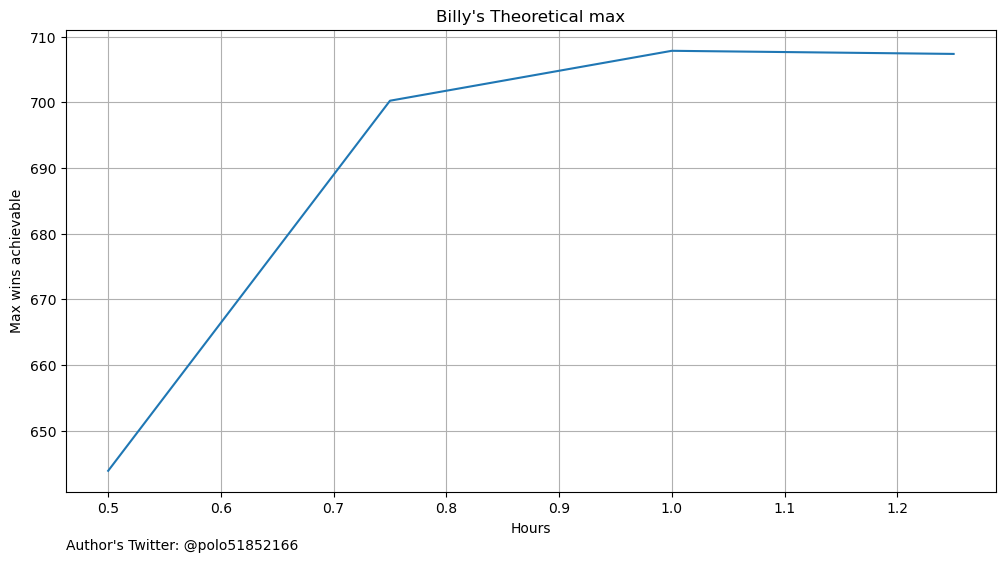 Billy's Theoretical max
710
700
690
680
670
660
650
Max wins achievable
0.5 0.6 0.7 0.8 0.9 1.0 1.1 1.2
Hours
Author's Twitter: @polo51852166